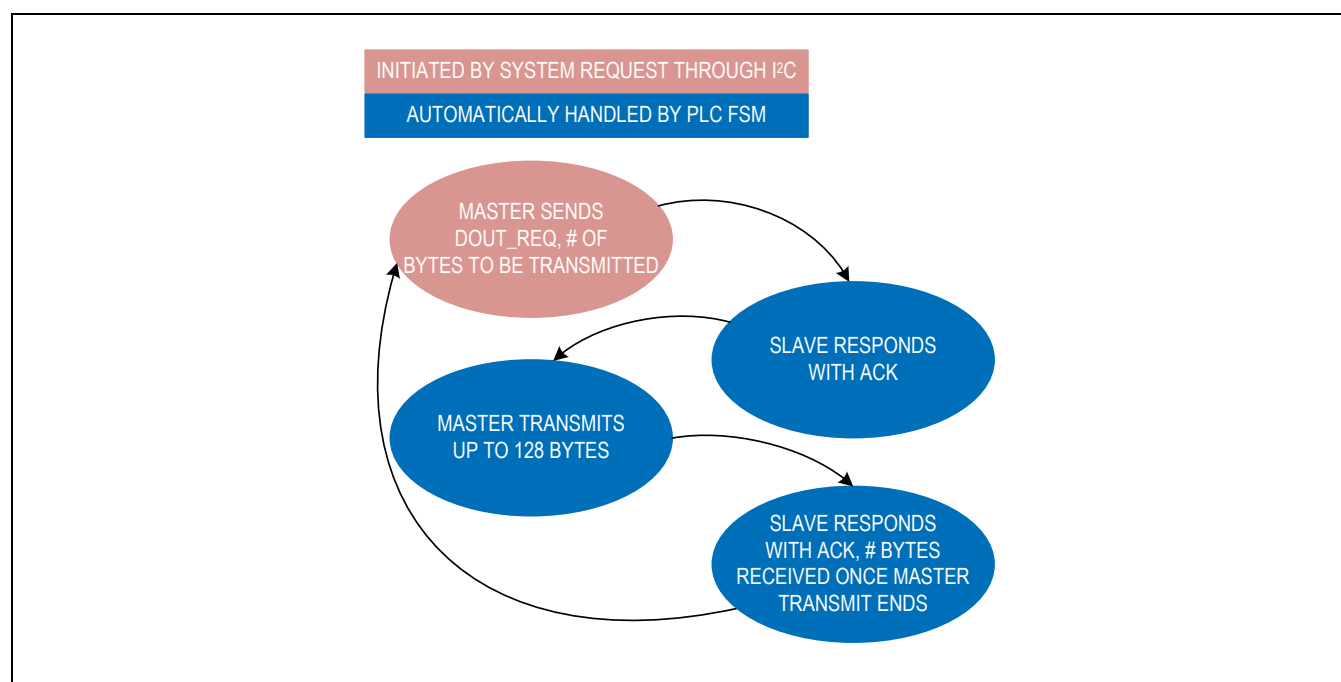 INITIATED BY SYSTEM REQUEST THROUGH I²C
AUTOMATICALLY HANDLED BY PLC FSM
MASTER SENDS
DOUT_REQ, # OF
BYTES TO BE TRANSMITTED
SLAVE RESPONDS
WITH ACK
MASTER TRANSMITS
UP TO 128 BYTES
SLAVE RESPONDS
WITH ACK, # BYTES
RECEIVED ONCE MASTER
TRANSMIT ENDS